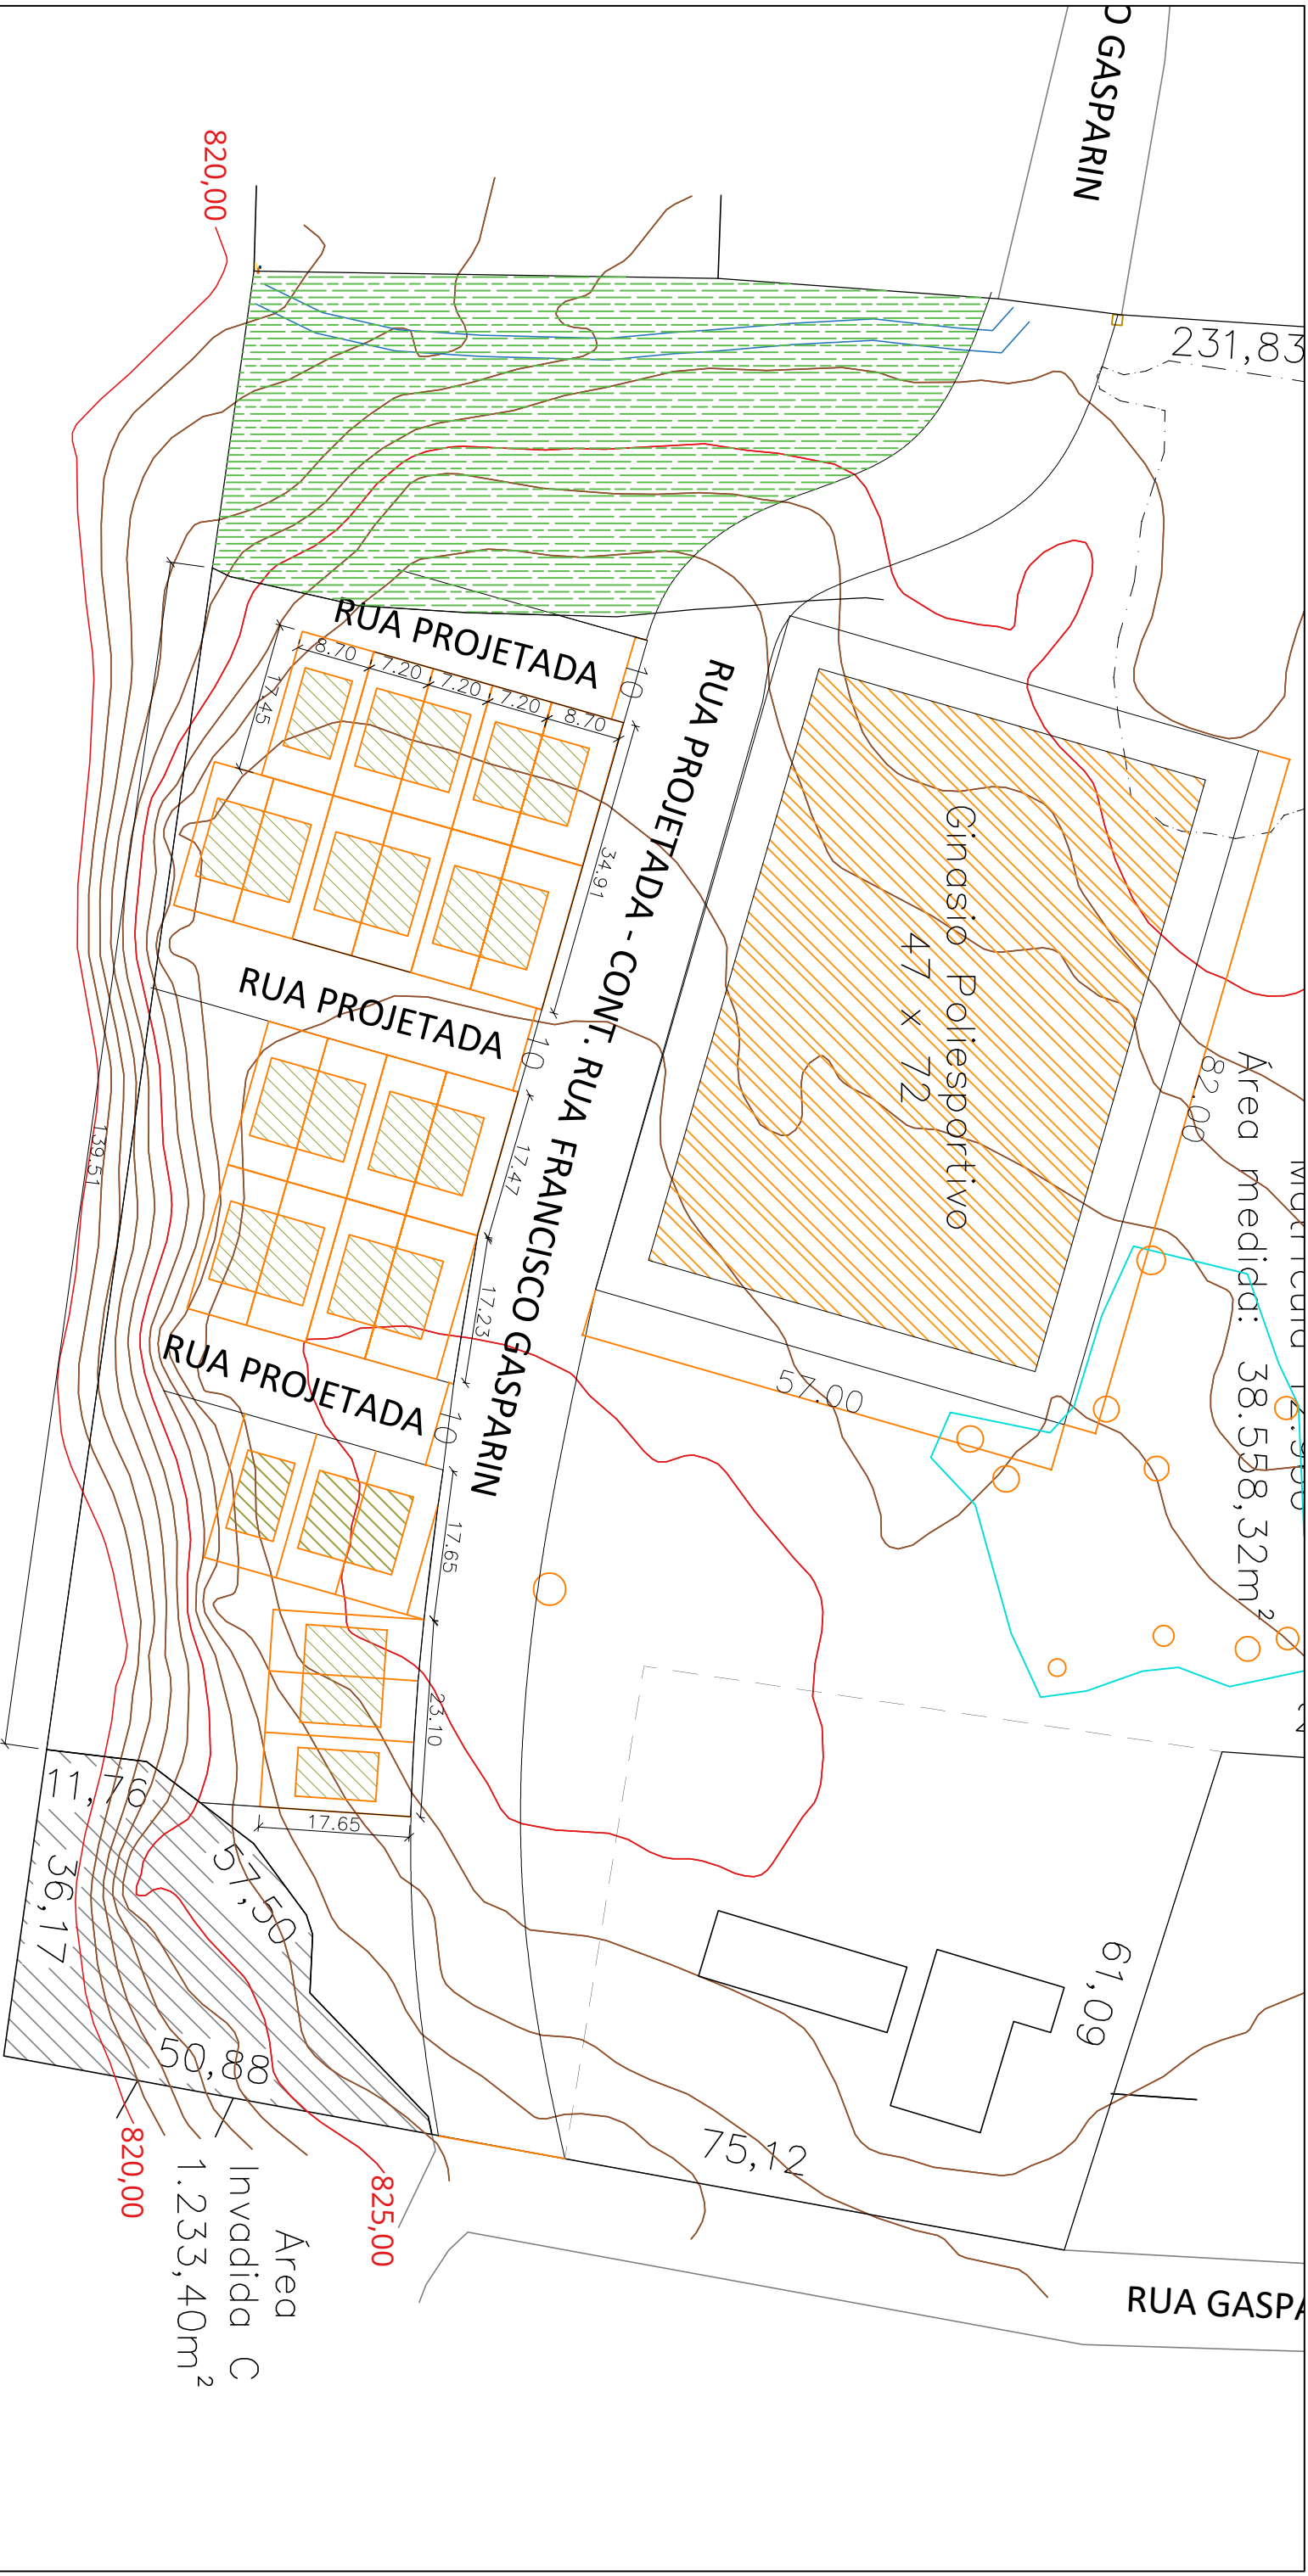 O GASPARIN
231,83
820,00
RUA PROJETADA
8.70
7.20
7.20
7.20
8.70
17.45
10
RUA PROJETADA - CONT. RUA FRANCISCO GASPARIN
34.91
Ginasio Poliesportivo
47 x 72
82.00
57.00
Área medida: 38.558,32m²
RUA PROJETADA
10
17.47
17.23
139.51
RUA PROJETADA
10
17.65
23.10
17.65
11,76
57,50
36,17
50,88
61,09
75,12
820,00
825,00
Área
Invadida C
1.233,40m²
RUA GASPA